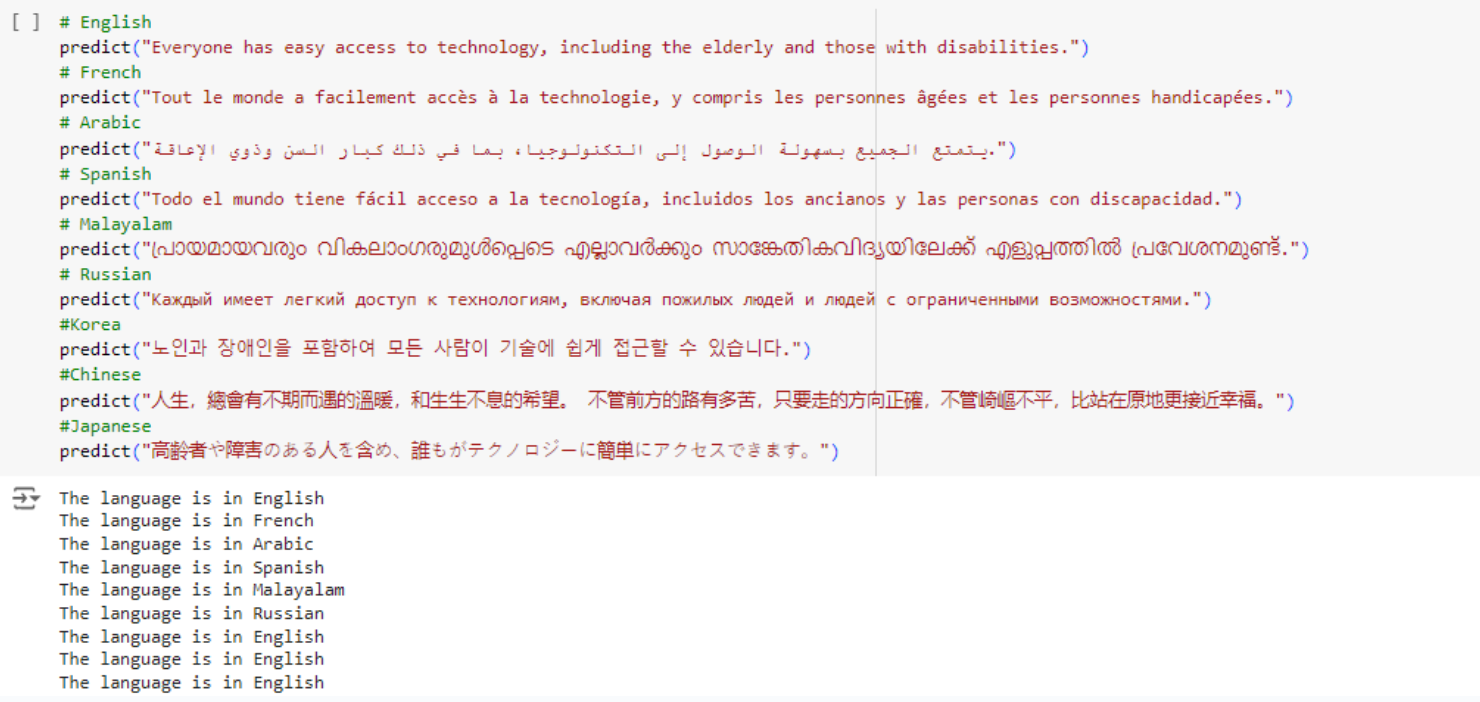 [ ] # English
predict("Everyone has easy access to technology, including the elderly and those with disabilities.")
# French
predict("Tout le monde a facilement accès à la technologie, y compris les personnes âgées et les personnes handicapées.")
# Arabic
predict("يتمتع الجميع بسهولة الوصول إلى التكنولوجيا، بما في ذلك كبار السن وذوي الإعاقة.")
# Spanish
predict("Todo el mundo tiene fácil acceso a la tecnología, incluidos los ancianos y las personas con discapacidad.")
# Malayalam
predict("പ്രായമായവരും വികലാംഗരുമുൾപ്പെടെ എല്ലാവർക്കും സാങ്കേതികവിദ്യയിലേക്ക് എളുപ്പത്തിൽ പ്രവേശനമുണ്ട്.")
# Russian
predict("Каждый имеет легкий доступ к технологиям, включая пожилых людей и людей с ограниченными возможностями.")
#Korea
predict("노인과 장애인을 포함하여 모든 사람이 기술에 쉽게 접근할 수 있습니다.")
#Chinese
predict("人生，總會有不期而遇的溫暖，和生生不息的希望。 不管前方的路有多苦，只要走的方向正確，不管崎嶇不平，比站在原地更接近幸福。")
#Japanese
predict("高齢者や障害のある人を含め、誰もがテクノロジーに簡単にアクセスできます。")
The language is in English
The language is in French
The language is in Arabic
The language is in Spanish
The language is in Malayalam
The language is in Russian
The language is in English
The language is in English
The language is in English